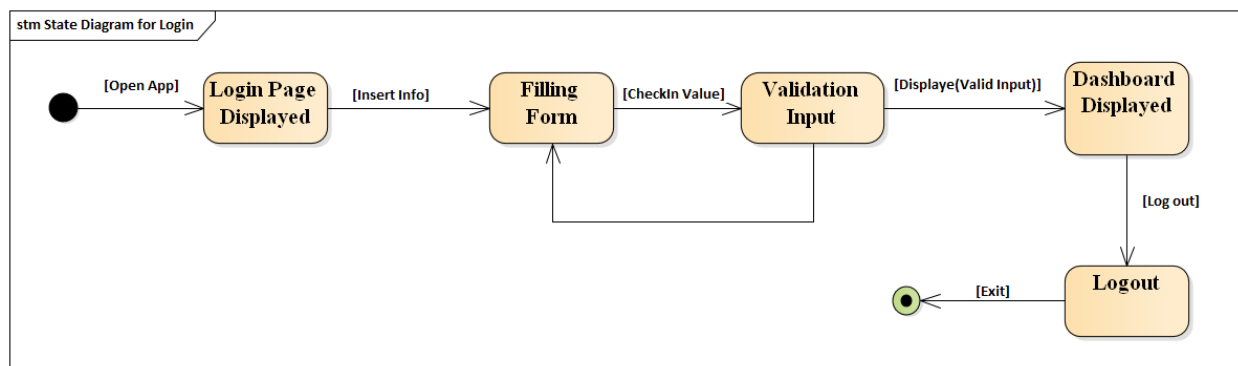 stm State Diagram for Login
[Open App]
Login Page
Displayed
[Insert Info]
Filling
Form
[CheckIn Value]
Validation
Input
[Displaye(Valid Input)]
Dashboard
Displayed
[Log out]
Logout
[Exit]